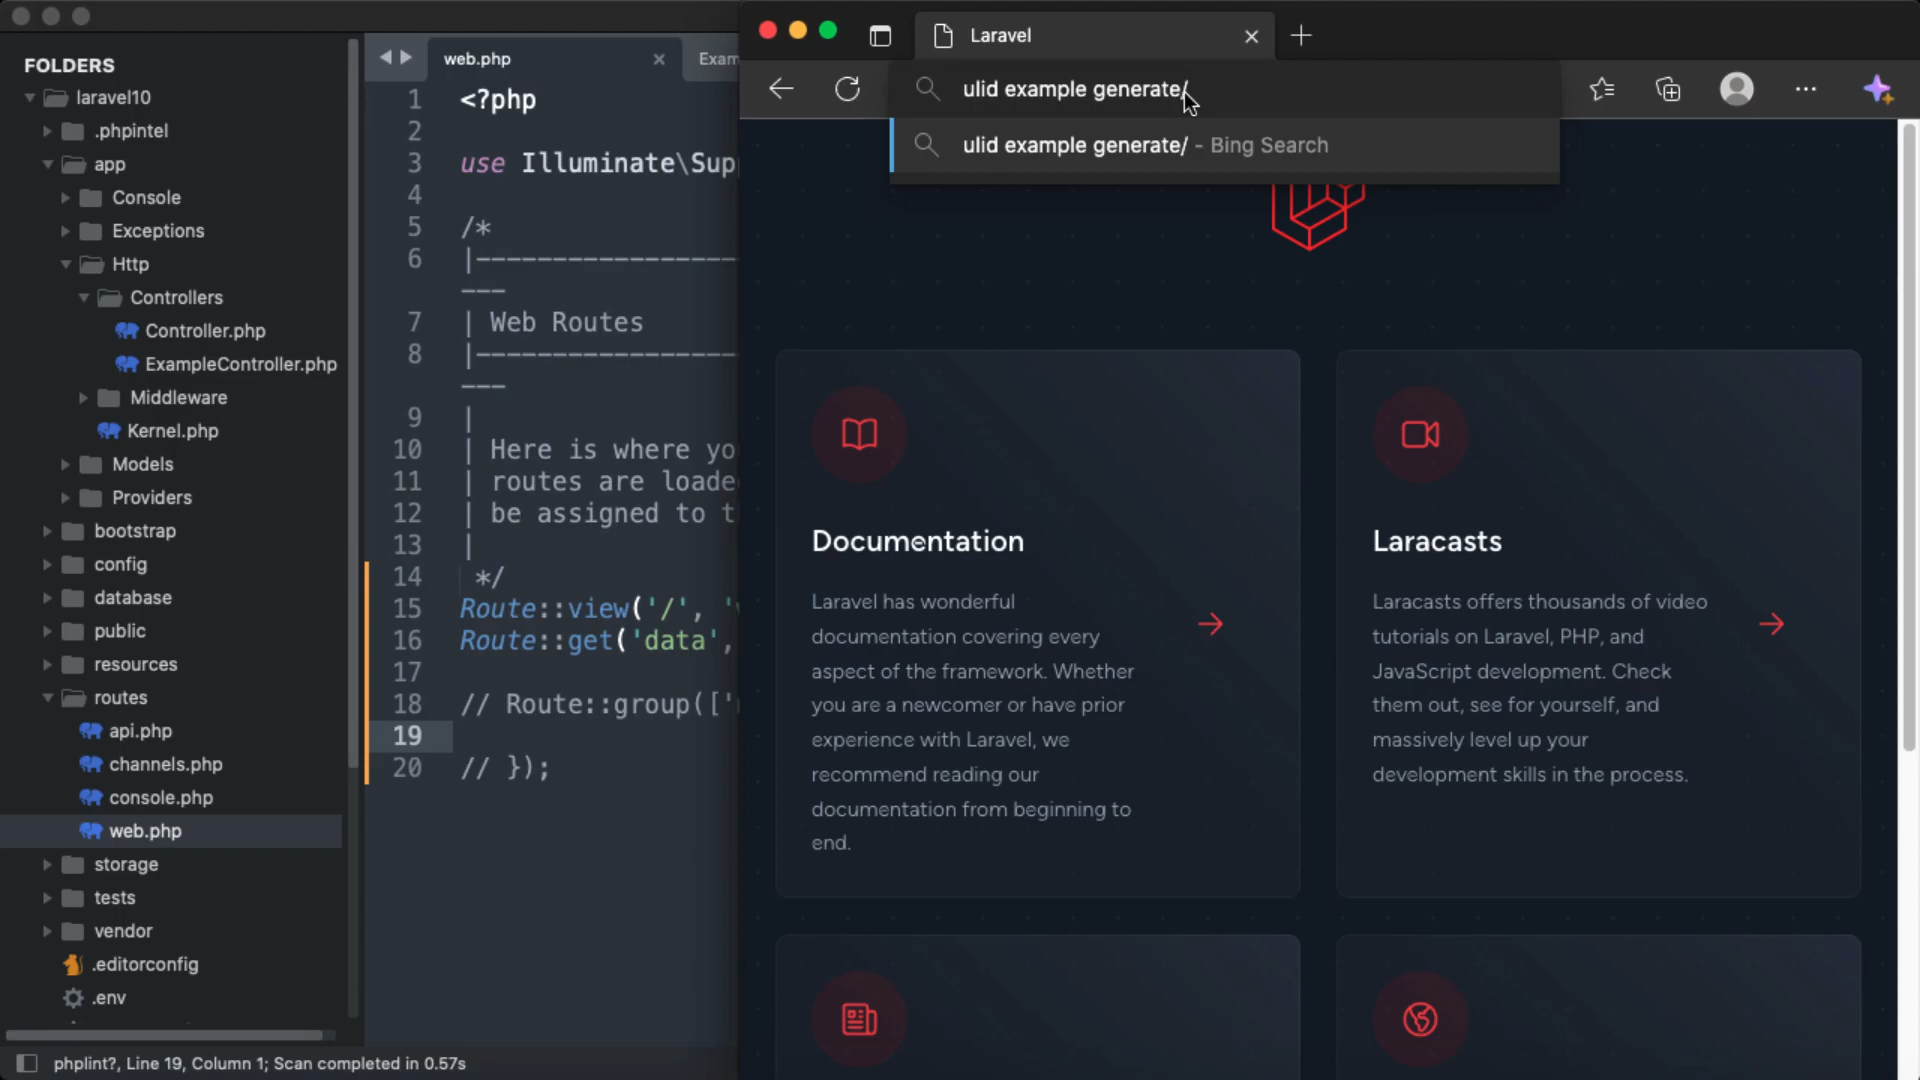 FOLDERS
laravel10
.phpintel
app
Console
Exceptions
Http
Controllers
Controller.php
ExampleController.php
Middleware
Kernel.php
Models
Providers
bootstrap
config
database
public
resources
routes
api.php
channels.php
console.php
web.php
storage
tests
vendor
.editorconfig
.env
phplint?, Line 19, Column 1; Scan completed in 0.57s
web.php
Exam
1 <?php
2
3 use Illuminate\Sup
4
5 /*
6 |-----------------
---
7 | Web Routes
8 |-----------------
---
9 |
10 | Here is where yo
11 | routes are loade
12 | be assigned to t
13 |
14 */
15 Route::view('/', '
16 Route::get('data',
17
18 // Route::group(['
19
20 // });
Laravel
ulid example generate/
ulid example generate/ - Bing Search
Documentation
Laravel has wonderful
documentation covering every
aspect of the framework. Whether
you are a newcomer or have prior
experience with Laravel, we
recommend reading our
documentation from beginning to
end.
Laracasts
Laracasts offers thousands of video
tutorials on Laravel, PHP, and
JavaScript development. Check
them out, see for yourself, and
massively level up your
development skills in the process.